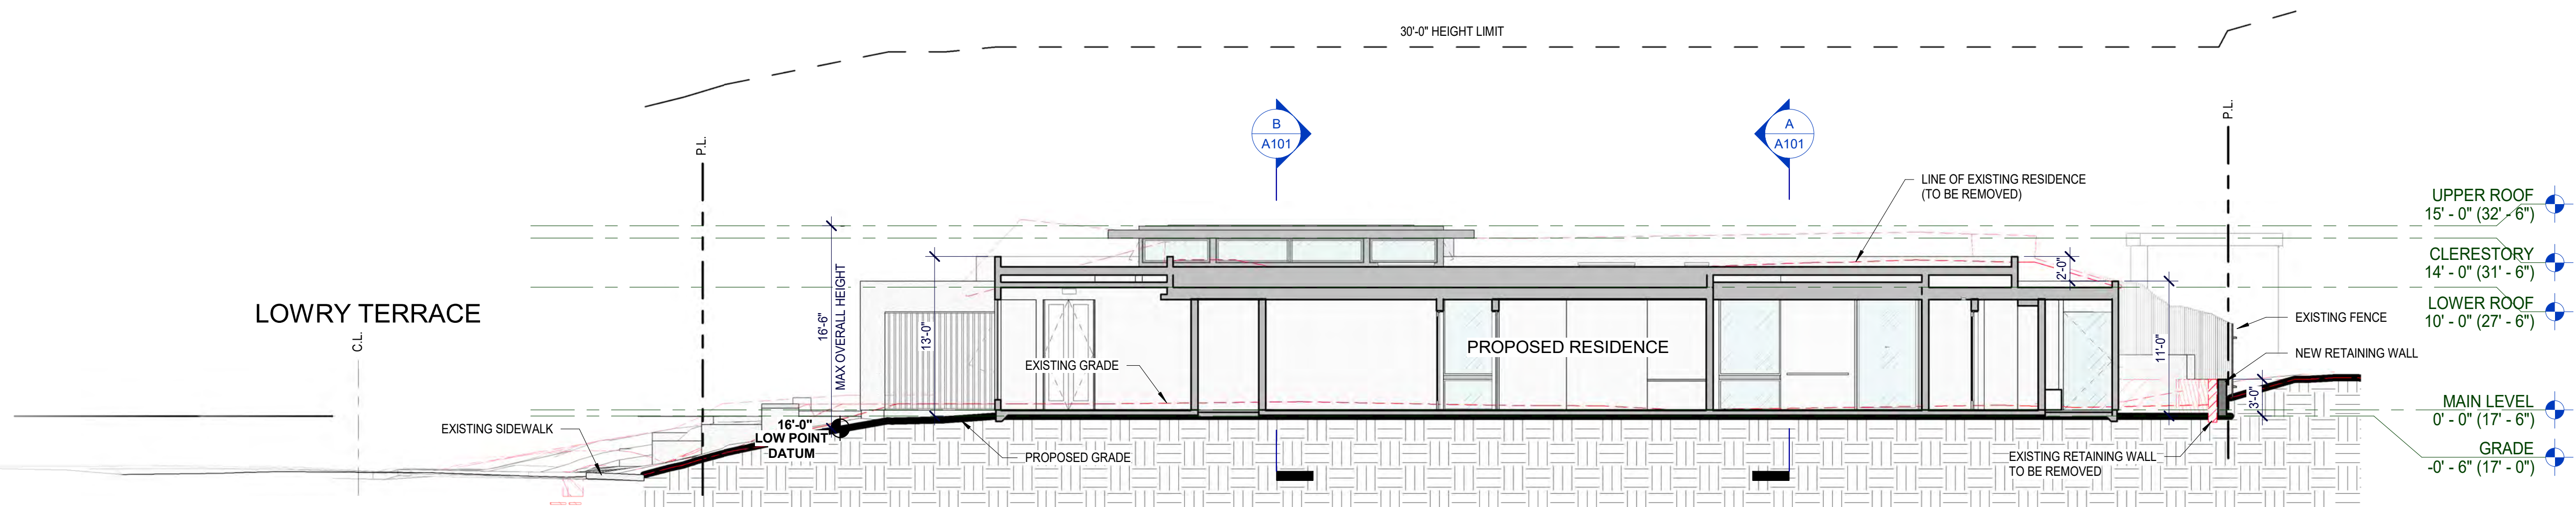 30'-0" HEIGHT LIMIT
P.L.
B
A101
A
A101
P.L.
LINE OF EXISTING RESIDENCE
(TO BE REMOVED)
UPPER ROOF
15' - 0" (32' - 6")
CLERESTORY
14' - 0" (31' - 6")
LOWER ROOF
10' - 0" (27' - 6")
MAIN LEVEL
0' - 0" (17' - 6")
GRADE
-0' - 6" (17' - 0")
LOWRY TERRACE
C.L.
16'-6"
MAX OVERALL HEIGHT
13'-0"
2'-0"
11'-0"
3'-0"
EXISTING FENCE
NEW RETAINING WALL
PROPOSED RESIDENCE
EXISTING GRADE
EXISTING SIDEWALK
16'-0"
LOW POINT
DATUM
PROPOSED GRADE
EXISTING RETAINING WALL
TO BE REMOVED